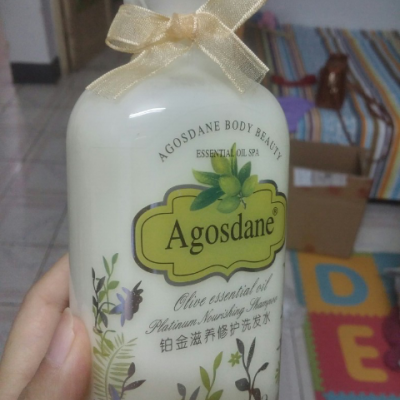 AGOSDANE BODY BEAUTY
ESSENTIAL OIL SPA
Agosdane®
Olive essential oil
Platinum Nourishing Shampoo
铂金滋养修护洗发水
D
E